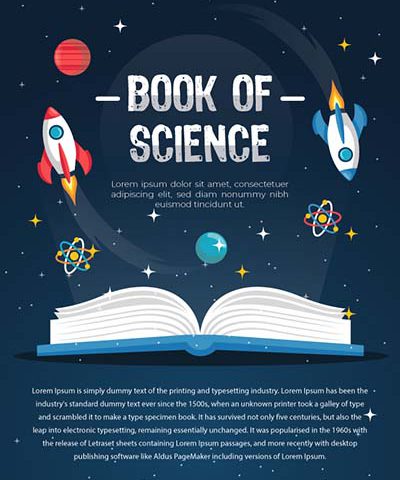 BOOK OF
SCIENCE
Lorem ipsum dolor sit amet, consectetuer
adipiscing elit, sed diam nonummy nibh
euismod tincidunt ut.
Lorem Ipsum is simply dummy text of the printing and typesetting industry. Lorem Ipsum has
been the industry's standard dummy text ever since the 1500s, when an unknown printer took a galley of type
and scrambled it to make a type specimen book. It has survived not only five centuries, but also the leap into
electronic typesetting, remaining essentially unchanged. It was popularised in the 1960s with
the release of Letraset sheets containing Lorem Ipsum passages, and more recently with desktop
publishing software like Aldus PageMaker including versions of Lorem Ipsum.